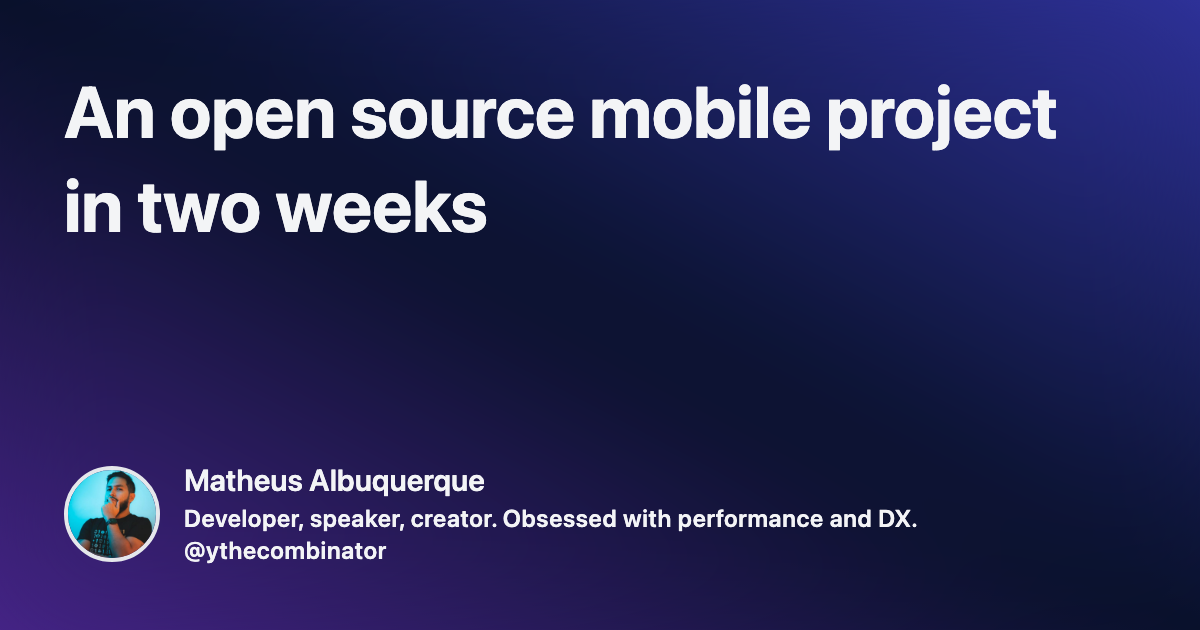 An open source mobile project
in two weeks
Matheus Albuquerque
Developer, speaker, creator. Obsessed with performance and DX.
@ythecombinator